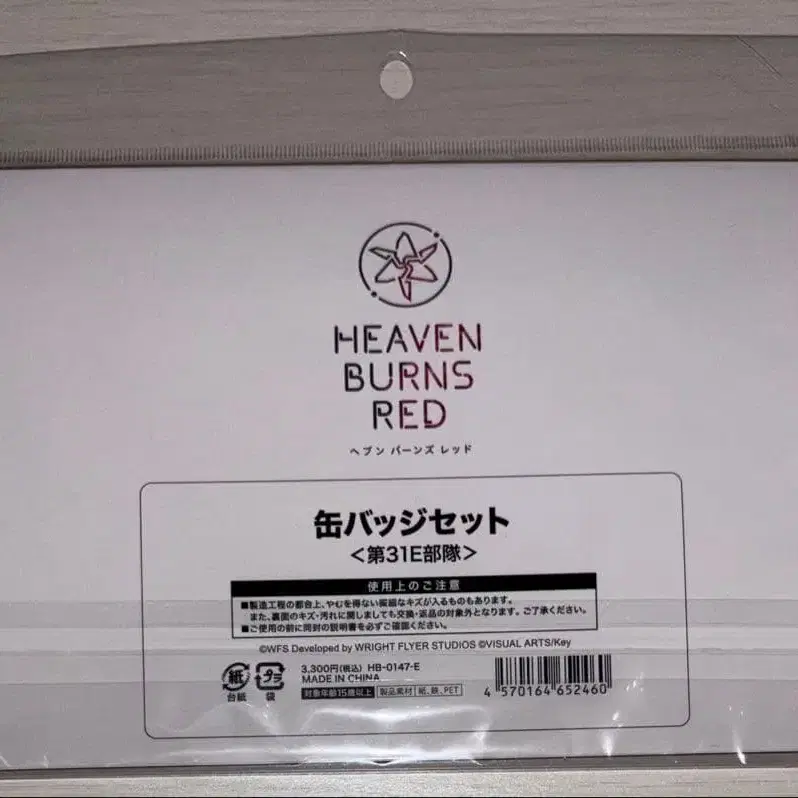 HEAVEN
BURNS
RED
ヘブン バーンズ レッド
缶バッジセット
<第31E部隊>
使用上のご注意
■製造工程の都合上、やむを得ない微細なキズが入るものもあります。
また、裏面のキズ・汚れに関しましても交換・返品の対象外となります。ご了承ください。
■ご使用の前に同封の説明書を必ずご確認ください。
©WFS Developed by WRIGHT FLYER STUDIOS ©VISUAL ARTS/Key
紙 台紙
プラ 袋
3,300円(税込) HB-0147-E
MADE IN CHINA
対象年齢15歳以上 製品素材 紙、鉄、PET
4 570164 652460